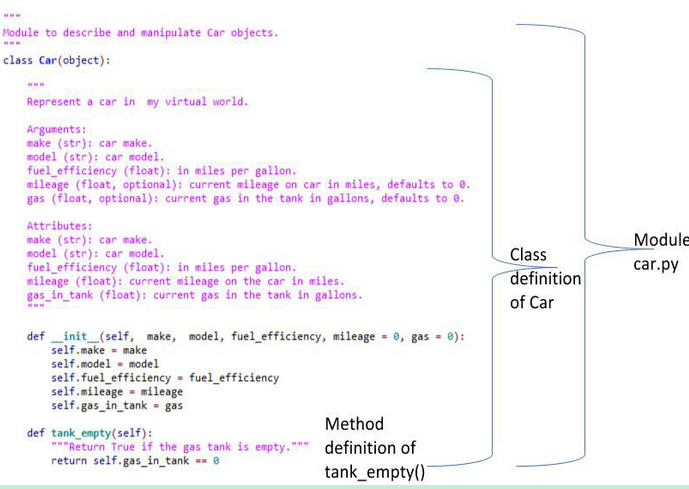 """
Module to describe and manipulate Car objects.
"""
class Car(object):
"""
Represent a car in  my virtual world.
Arguments:
make (str): car make.
model (str): car model.
fuel_efficiency (float): in miles per gallon.
mileage (float, optional): current mileage on car in miles, defaults to 0.
gas (float, optional): current gas in the tank in gallons, defaults to 0.
Attributes:
make (str): car make.
model (str): car model.
fuel_efficiency (float): in miles per gallon.
mileage (float): current mileage on the car in miles.
gas_in_tank (float): current gas in the tank in gallons.
"""
def __init__(self,  make,  model, fuel_efficiency, mileage = 0, gas = 0):
self.make = make
self.model = model
self.fuel_efficiency = fuel_efficiency
self.mileage = mileage
self.gas_in_tank = gas
def tank_empty(self):
"""Return True if the gas tank is empty."""
return self.gas_in_tank == 0
Method
definition of
tank_empty()
Class
definition
of Car
Module
car.py